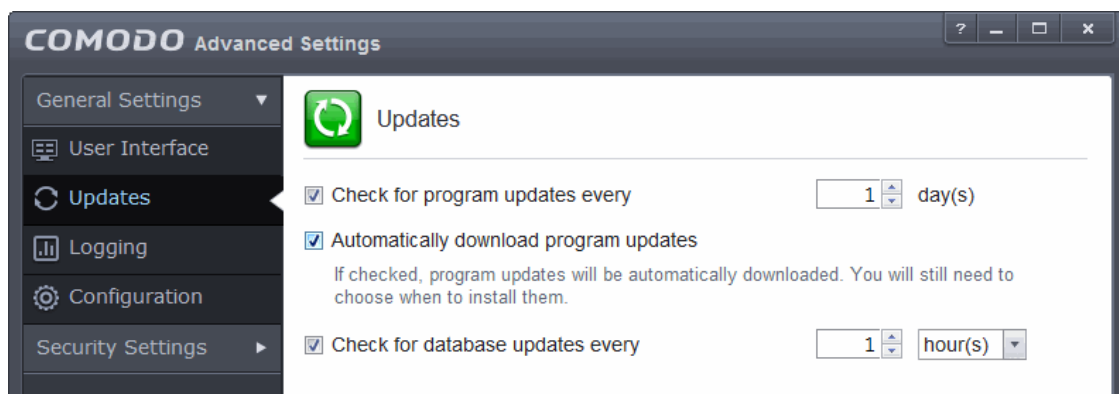 COMODO Advanced Settings
?
General Settings
User Interface
Updates
Logging
Configuration
Security Settings
Updates
Check for program updates every 1 day(s)
Automatically download program updates
If checked, program updates will be automatically downloaded. You will still need to
choose when to install them.
Check for database updates every 1 hour(s)